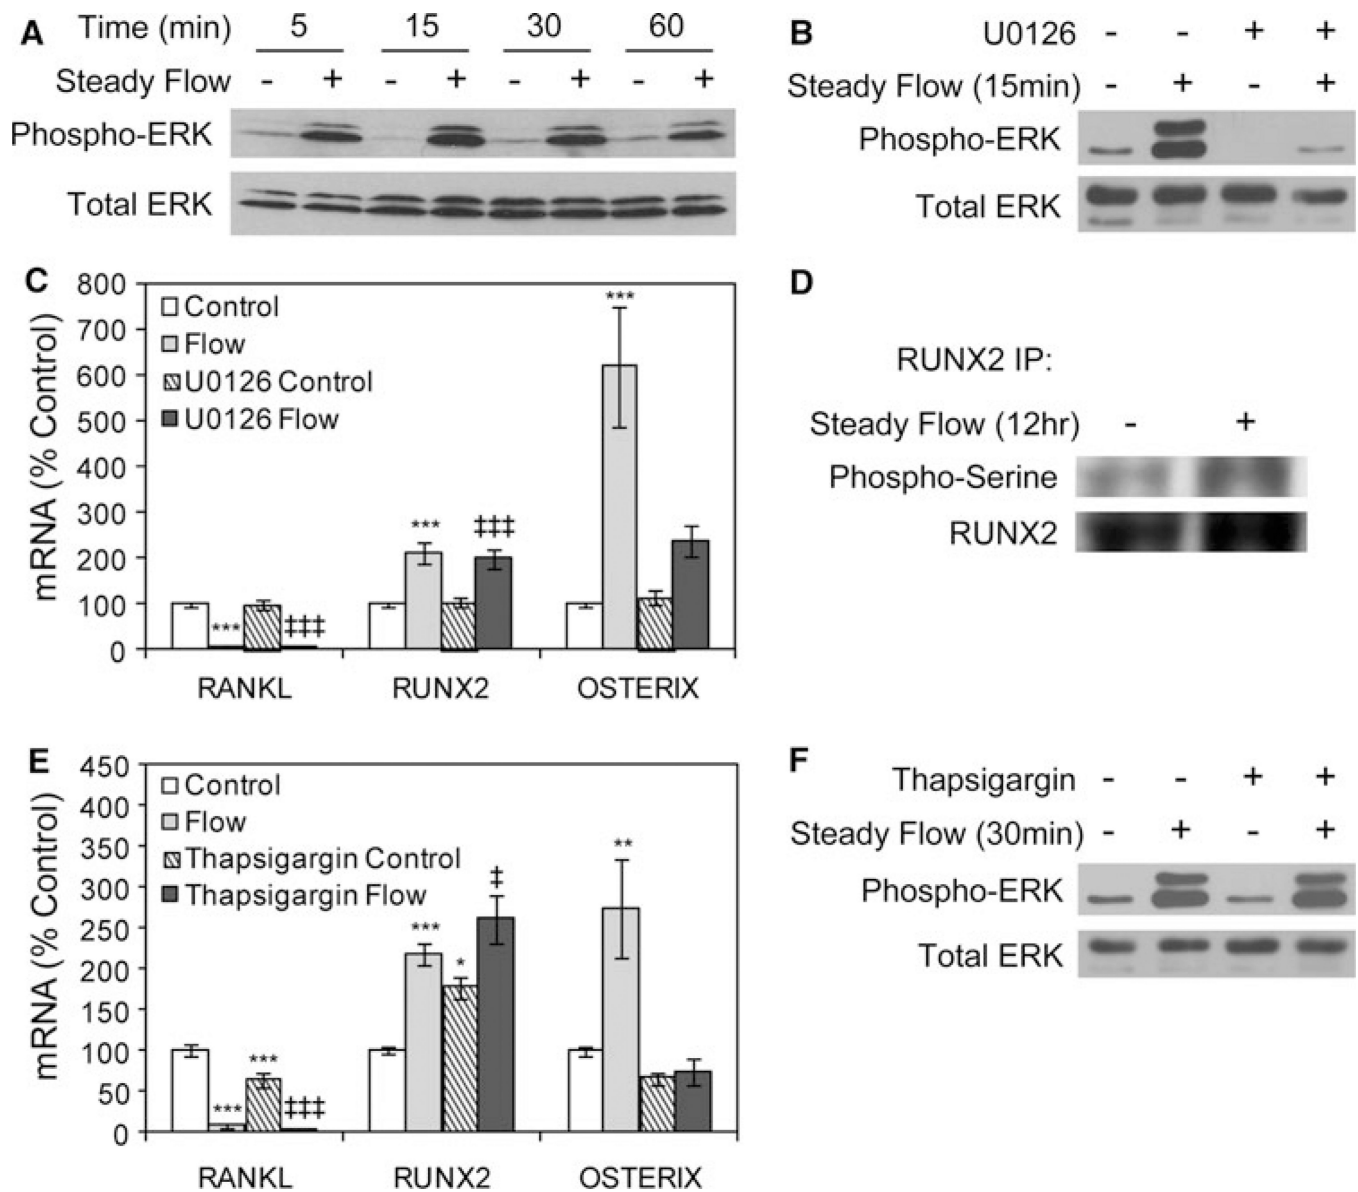 A Time (min) 5 15 30 60
Steady Flow - + - + - + - +
Phospho-ERK
Total ERK
B U0126 - - + +
Steady Flow (15min) - + - +
Phospho-ERK
Total ERK
C
800
700
600
500
400
300
200
100
0
mRNA (% Control)
Control
Flow
U0126 Control
U0126 Flow
*** ‡‡‡
*** ‡‡‡
***
RANKL RUNX2 OSTERIX
D
RUNX2 IP:
Steady Flow (12hr) - +
Phospho-Serine
RUNX2
E
450
400
350
300
250
200
150
100
50
0
mRNA (% Control)
Control
Flow
Thapsigargin Control
Thapsigargin Flow
*** *** ‡‡‡
*** * ‡
**
RANKL RUNX2 OSTERIX
F Thapsigargin - - + +
Steady Flow (30min) - + - +
Phospho-ERK
Total ERK